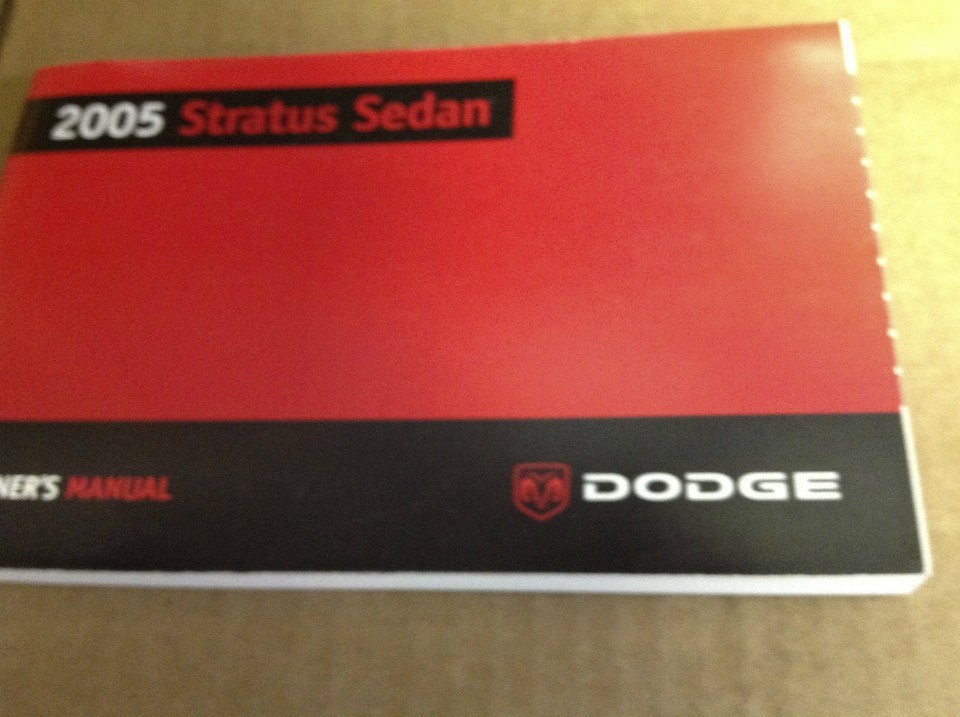 2005 Stratus Sedan
NER'S MANUAL
DODGE